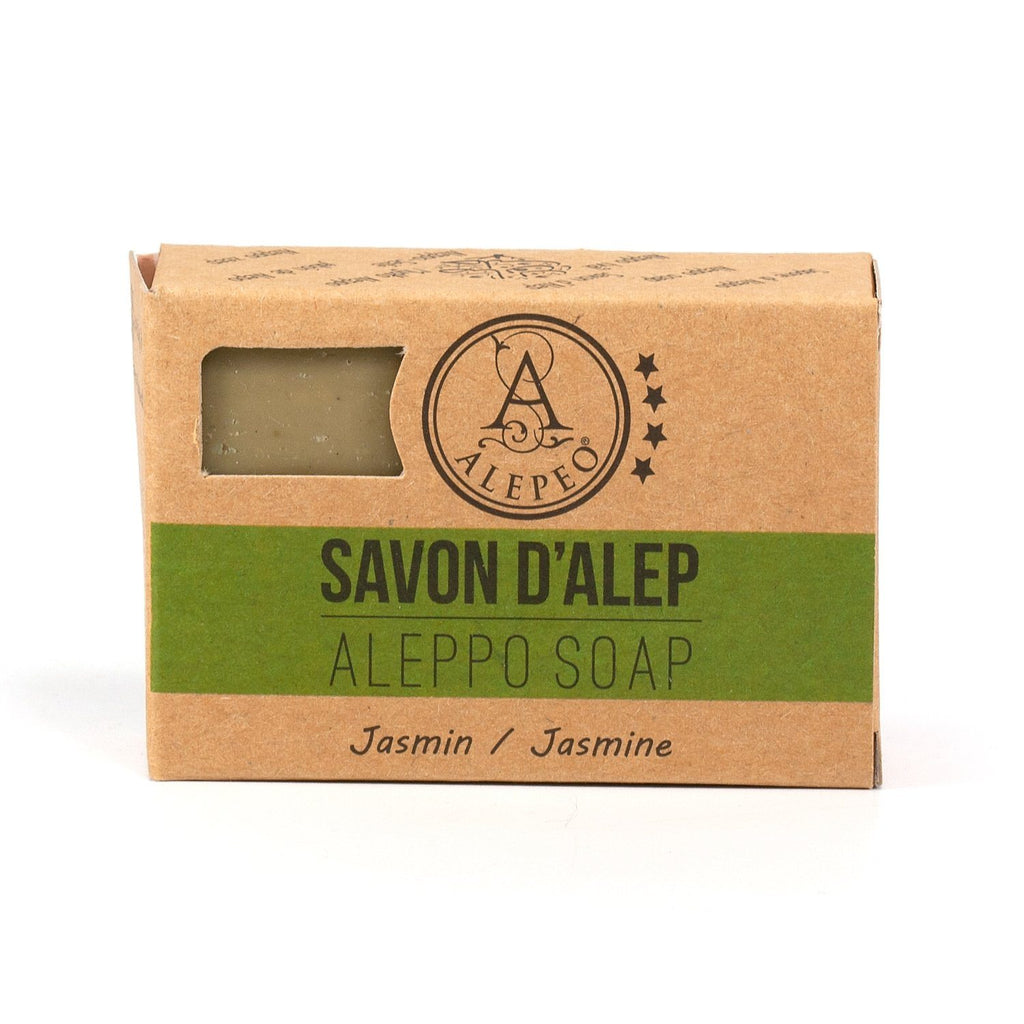 ALEPEO®
SAVON D'ALEP
ALEPPO SOAP
Jasmin / Jasmine